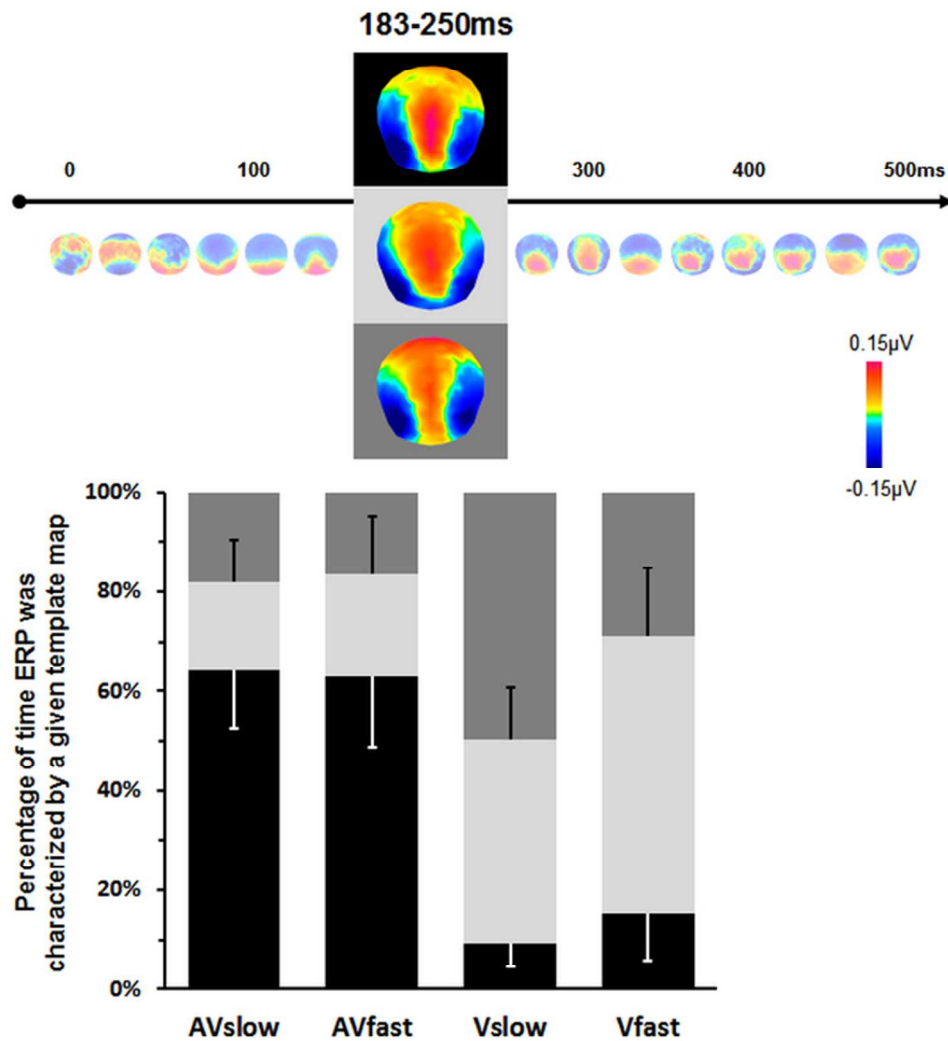 183-250ms
0 100 300 400 500ms
0.15µV
-0.15µV
Percentage of time ERP was
characterized by a given template map
100%
80%
60%
40%
20%
0%
AVslow AVfast Vslow Vfast